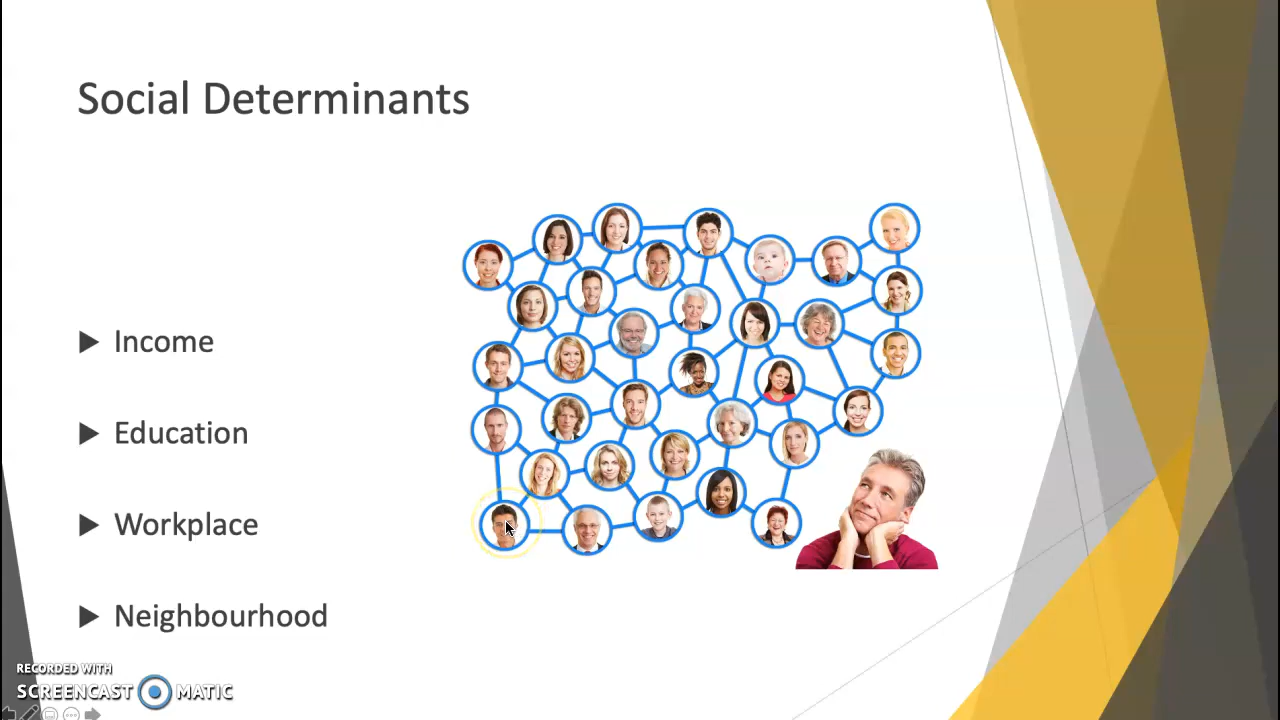 Social Determinants
Income
Education
Workplace
Neighbourhood
RECORDED WITH
SCREENCAST MATIC